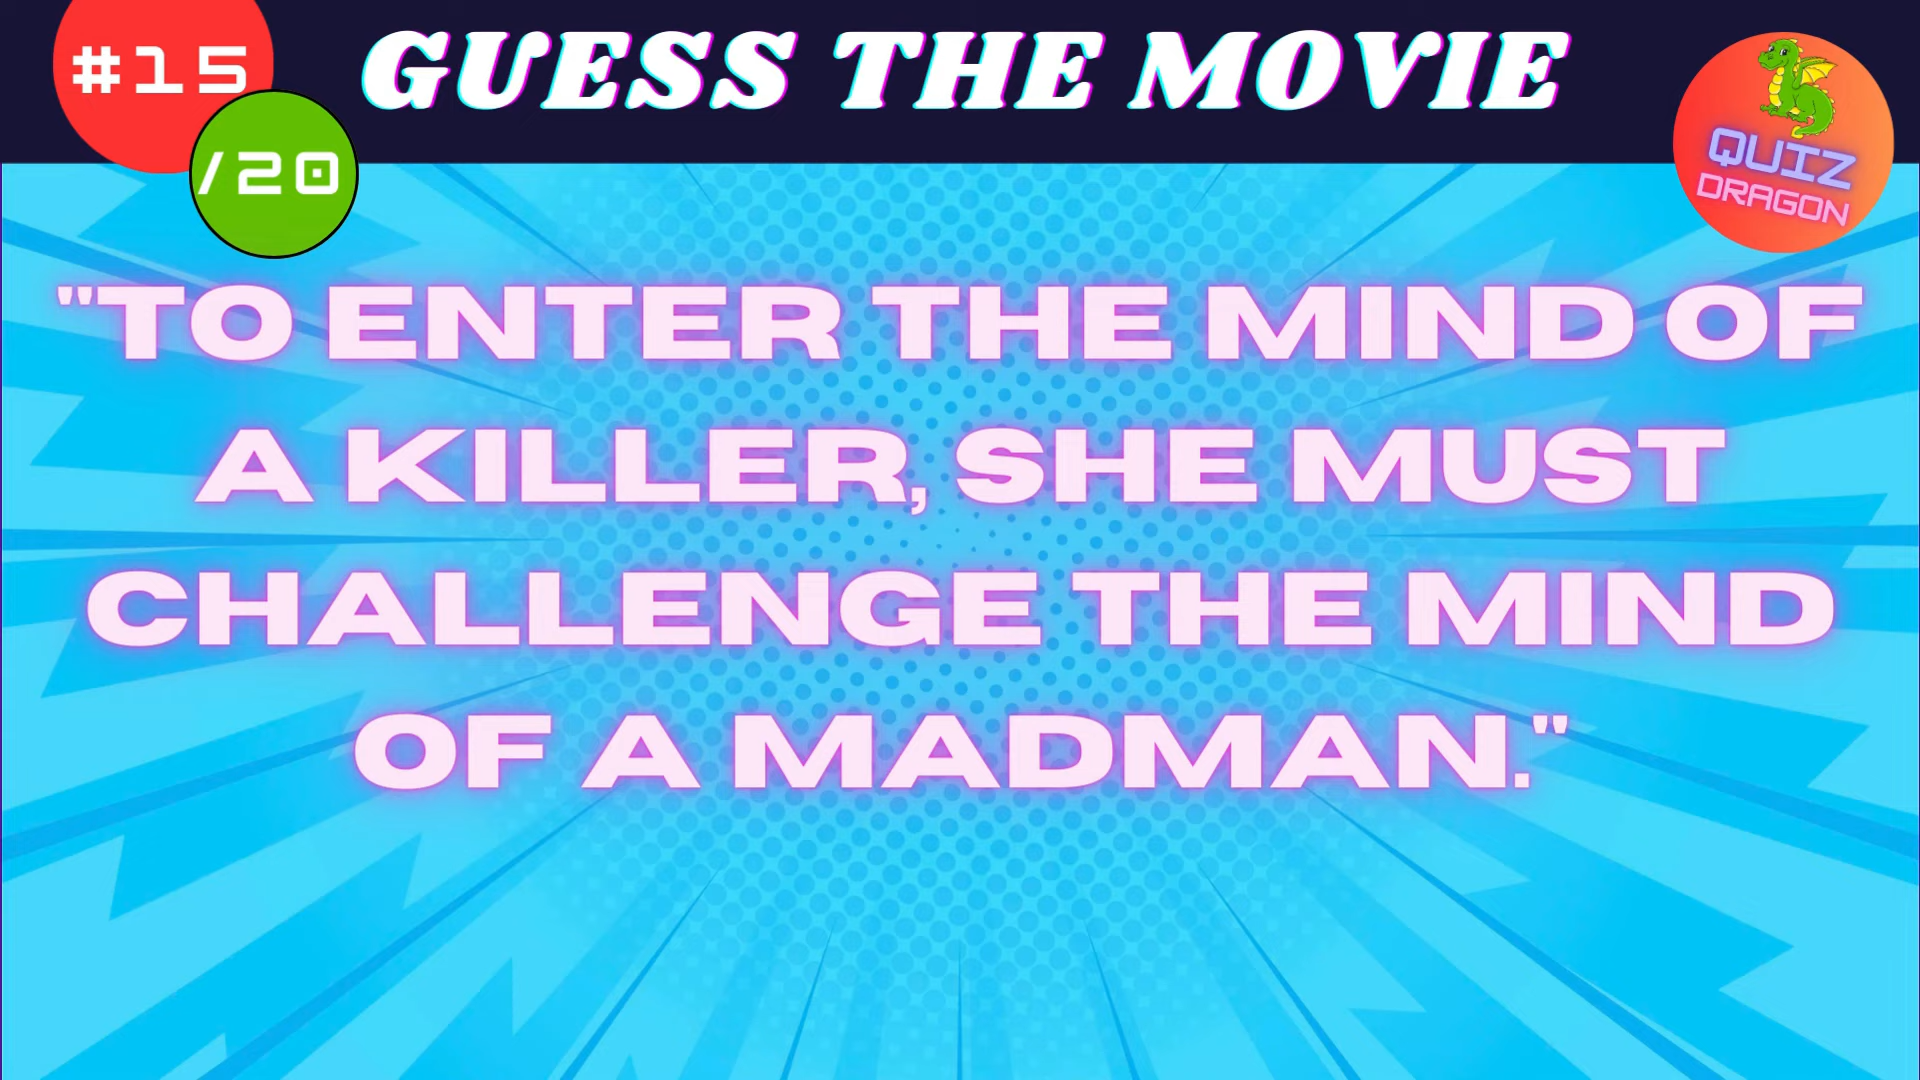 #15
/20
GUESS THE MOVIE
QUIZ
DRAGON
"TO ENTER THE MIND OF
A KILLER, SHE MUST
CHALLENGE THE MIND
OF A MADMAN."